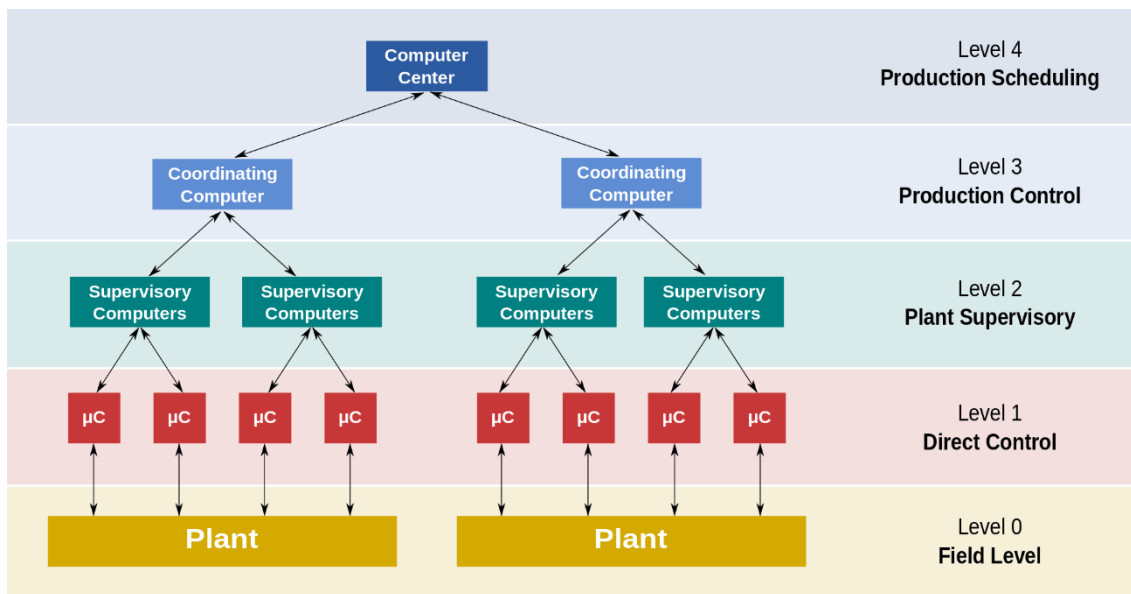 Computer
Center
Level 4
Production Scheduling
Coordinating
Computer
Coordinating
Computer
Level 3
Production Control
Supervisory
Computers
Supervisory
Computers
Supervisory
Computers
Supervisory
Computers
Level 2
Plant Supervisory
μC
μC
μC
μC
μC
μC
μC
μC
Level 1
Direct Control
Plant
Plant
Level 0
Field Level